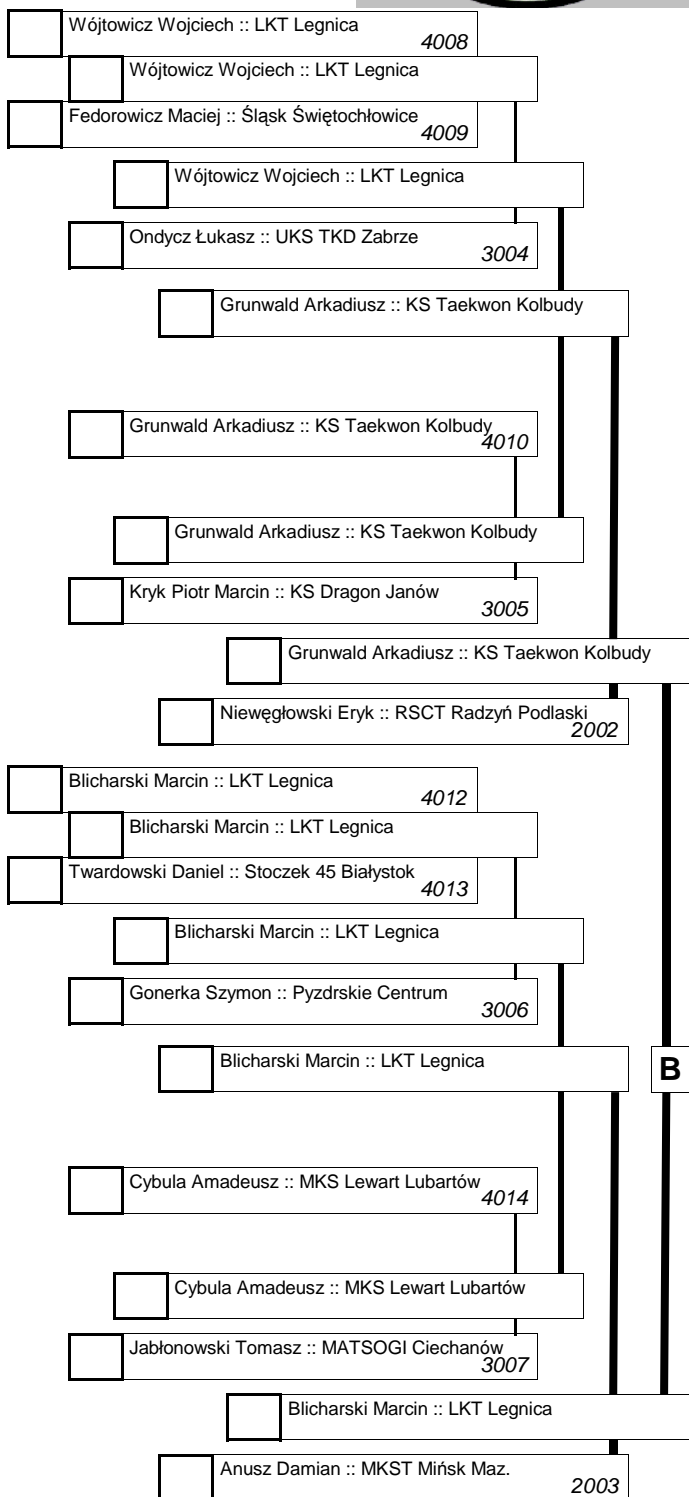 Wójtowicz Wojciech :: LKT Legnica
4008
Wójtowicz Wojciech :: LKT Legnica
Fedorowicz Maciej :: Śląsk Świętochłowice
4009
Wójtowicz Wojciech :: LKT Legnica
Ondycz Łukasz :: UKS TKD Zabrze
3004
Grunwald Arkadiusz :: KS Taekwon Kolbudy
Grunwald Arkadiusz :: KS Taekwon Kolbudy
4010
Grunwald Arkadiusz :: KS Taekwon Kolbudy
Kryk Piotr Marcin :: KS Dragon Janów
3005
Grunwald Arkadiusz :: KS Taekwon Kolbudy
Niewęgłowski Eryk :: RSCT Radzyń Podlaski
2002
Blicharski Marcin :: LKT Legnica
4012
Blicharski Marcin :: LKT Legnica
Twardowski Daniel :: Stoczek 45 Białystok
4013
Blicharski Marcin :: LKT Legnica
Gonerka Szymon :: Pyzdrskie Centrum
3006
Blicharski Marcin :: LKT Legnica
B
Cybula Amadeusz :: MKS Lewart Lubartów
4014
Cybula Amadeusz :: MKS Lewart Lubartów
Jabłonowski Tomasz :: MATSOGI Ciechanów
3007
Blicharski Marcin :: LKT Legnica
Anusz Damian :: MKST Mińsk Maz.
2003